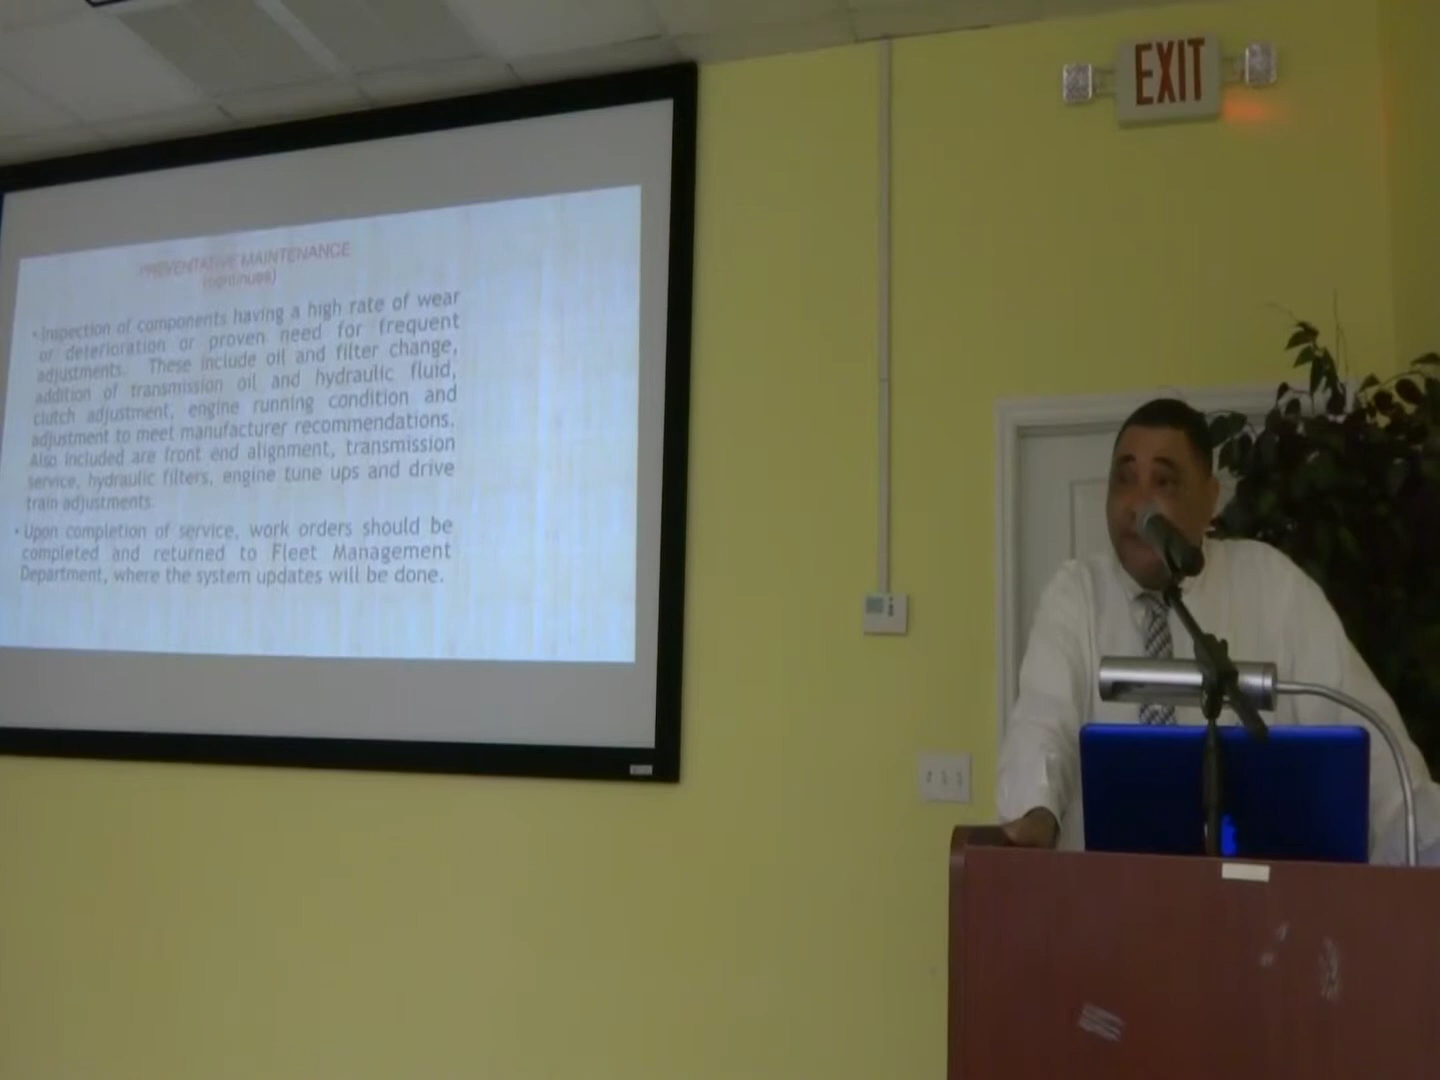 EXIT
PREVENTATIVE MAINTENANCE
(continues)
•Inspection of components having a high rate of wear
or deterioration or proven need for frequent
adjustments. These include oil and filter change,
addition of transmission oil and hydraulic fluid,
clutch adjustment, engine running condition and
adjustment to meet manufacturer recommendations.
Also included are front end alignment, transmission
service, hydraulic filters, engine tune ups and drive
train adjustments.
•Upon completion of service, work orders should be
completed and returned to Fleet Management
Department, where the system updates will be done.